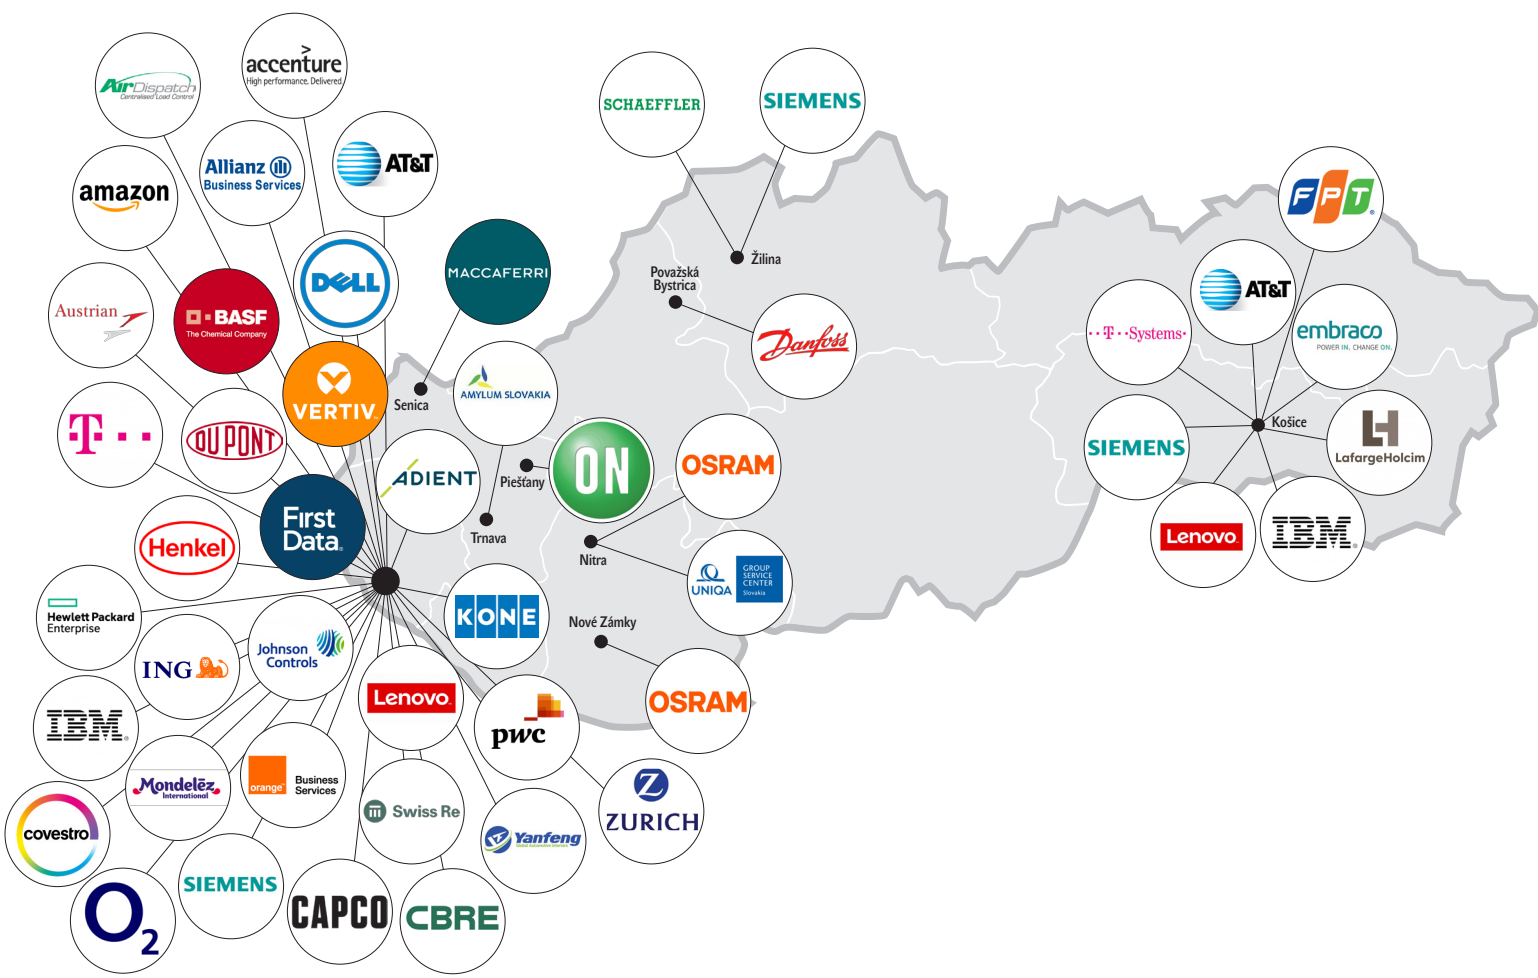 AirDispatch
Centralised Load Control
accenture
High performance. Delivered.
SCHAEFFLER
SIEMENS
amazon
Allianz
Business Services
AT&T
FPT
Austrian
BASF
The Chemical Company
DELL
MACCAFERRI
Žilina
Považská
Bystrica
Danfoss
AT&T
T··Systems·
embraco
POWER IN. CHANGE ON.
T
DUPONT
VERTIV
Senica
AMYLUM SLOVAKIA
ADIENT
Piešťany
ON
OSRAM
Košice
SIEMENS
LafargeHolcim
Henkel
First
Data
Trnava
Nitra
UNIQA
GROUP
SERVICE
CENTER
Slovakia
Lenovo
IBM
Hewlett Packard
Enterprise
ING
Johnson
Controls
KONE
Nové Zámky
IBM
Lenovo
pwc
OSRAM
covestro
Mondelēz
International
orange
Business
Services
Swiss Re
Yanfeng
Global Automotive Interiors
Z
ZURICH
O2
SIEMENS
CAPCO
CBRE